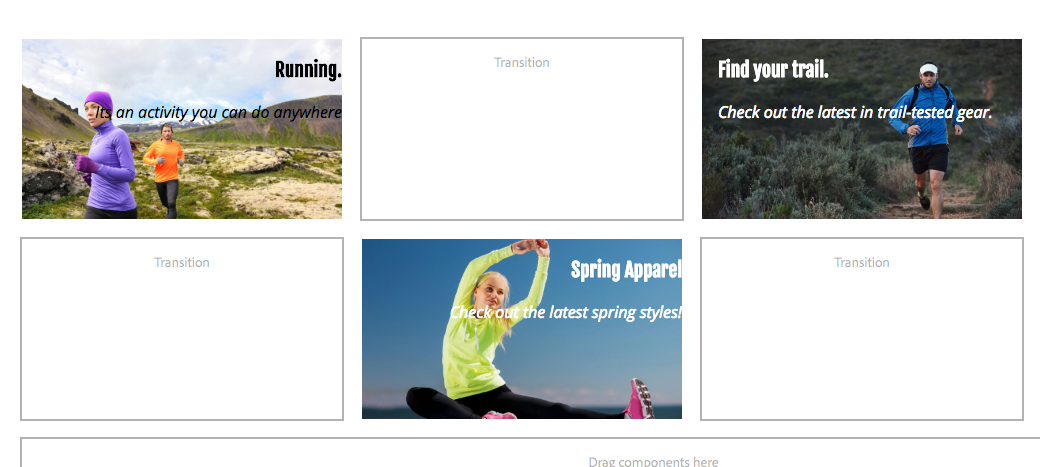 Running.
Its an activity you can do anywhere
Transition
Find your trail.
Check out the latest in trail-tested gear.
Transition
Spring Apparel
Check out the latest spring styles!
Transition
Drag components here